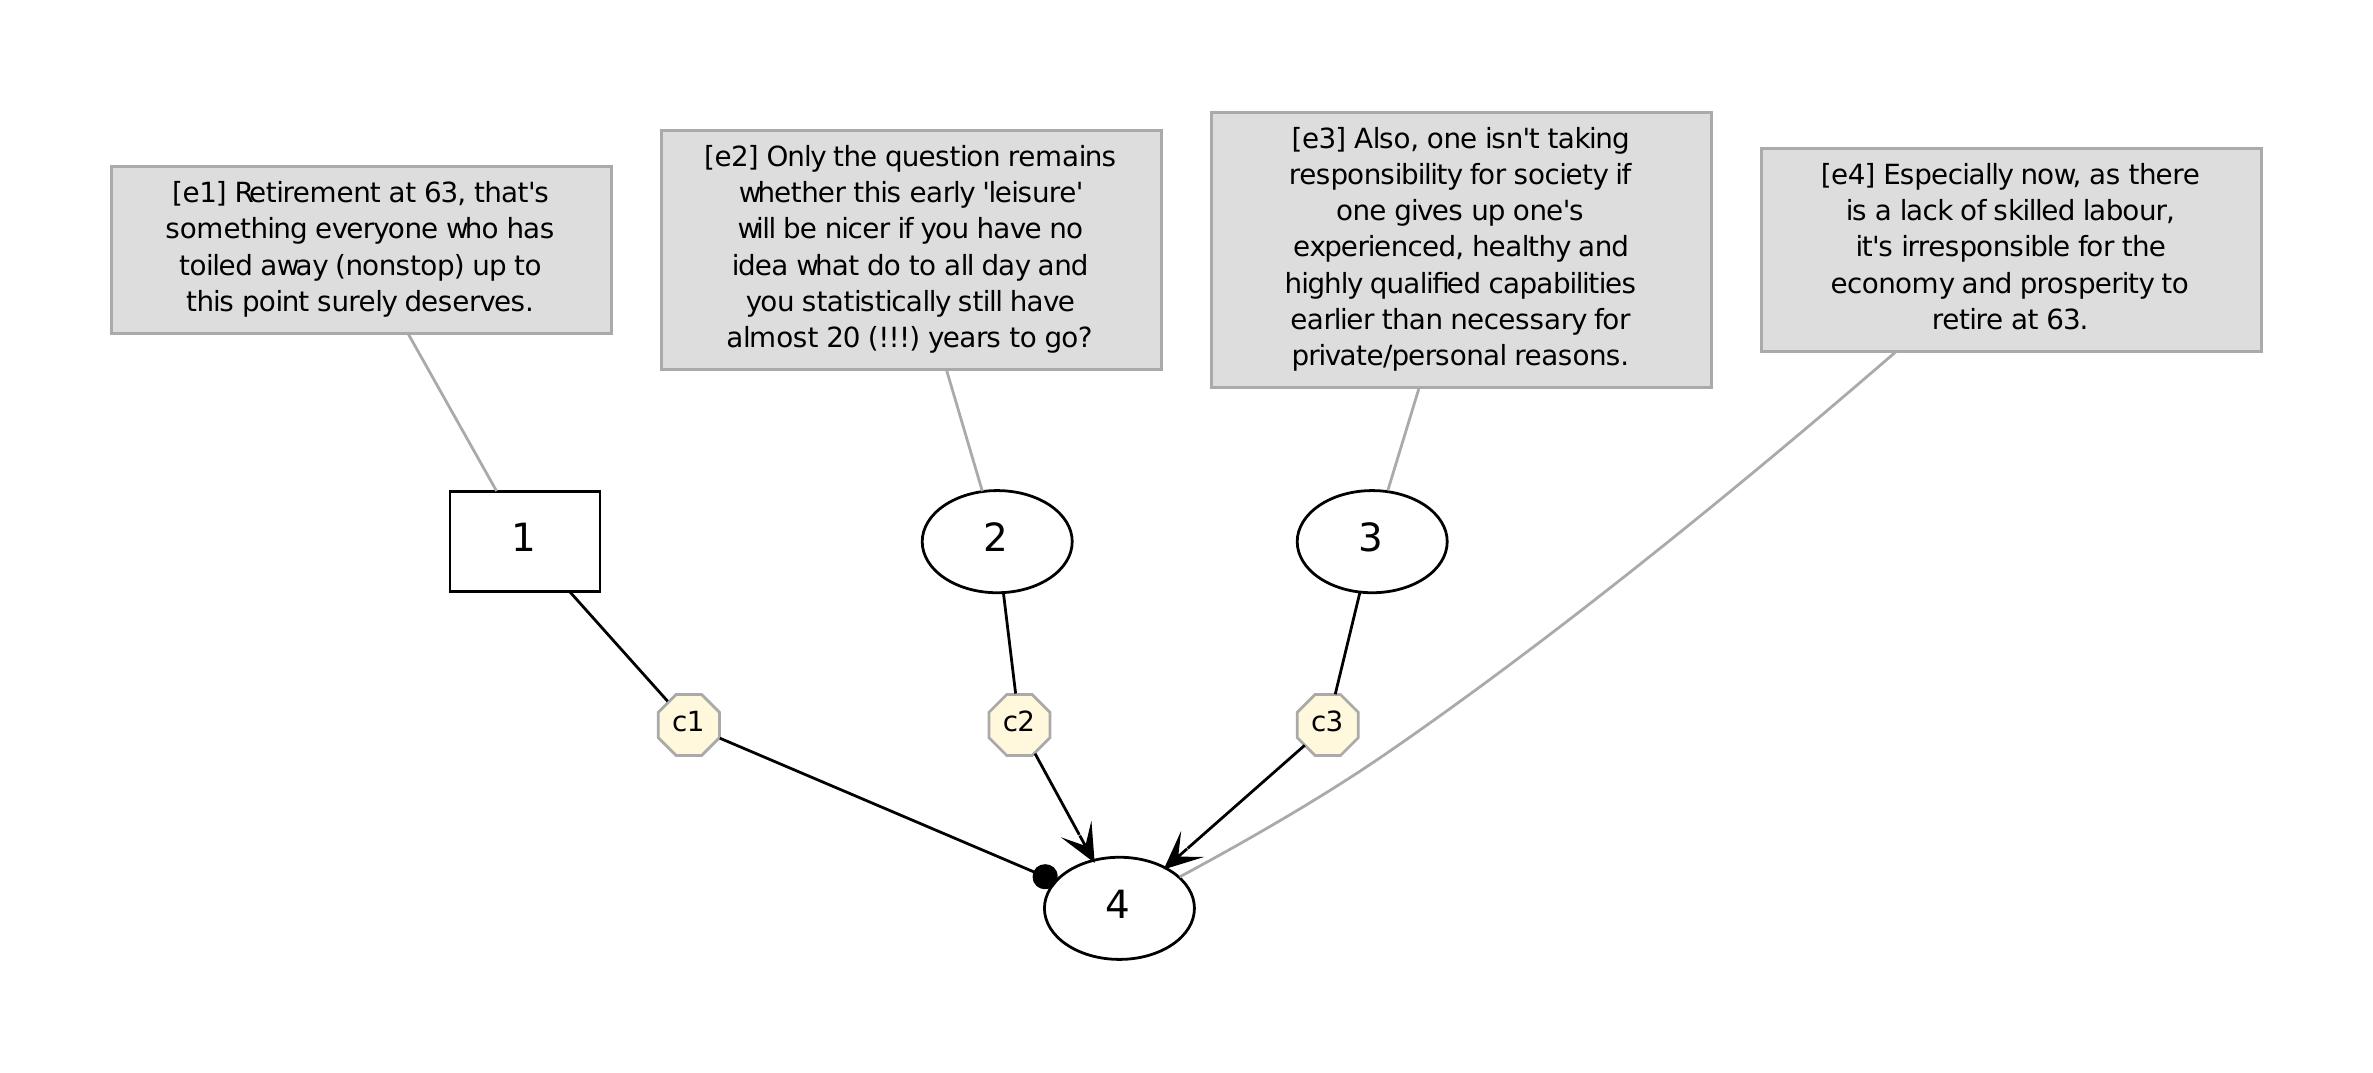 [e1] Retirement at 63, that's
something everyone who has
toiled away (nonstop) up to
this point surely deserves.
[e2] Only the question remains
whether this early 'leisure'
will be nicer if you have no
idea what do to all day and
you statistically still have
almost 20 (!!!) years to go?
[e3] Also, one isn't taking
responsibility for society if
one gives up one's
experienced, healthy and
highly qualified capabilities
earlier than necessary for
private/personal reasons.
[e4] Especially now, as there
is a lack of skilled labour,
it's irresponsible for the
economy and prosperity to
retire at 63.
1
2
3
c1
c2
c3
4